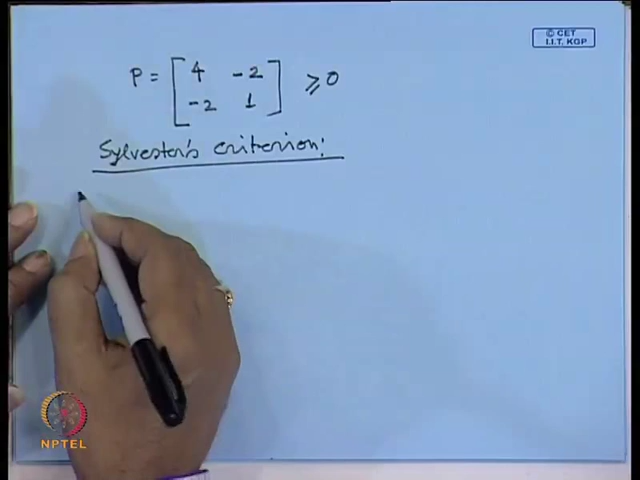 © CET
I.I.T. KGP
P = [ 4 -2
-2 1 ] ≥ 0
Sylvester's criterion:
NPTEL